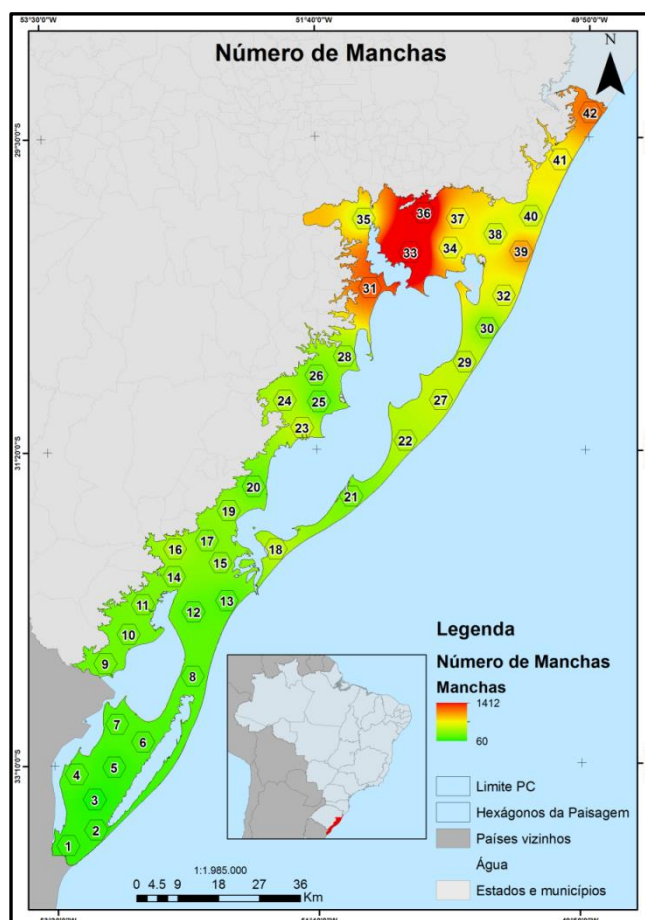 53°30'0"W 51°40'0"W 49°50'0"W
Número de Manchas
N
42
29°30'0"S
41
35 36 37 40
38
33 34 39
31
32
30
28
29
26
24 25 27
23
31°20'0"S
22
20 21
19
17
16 18
15
14
11 12 13
10
9
8
7
6
5
4
3
2
1
33°10'0"S
Legenda
Número de Manchas
Manchas
1412
60
Limite PC
Hexágonos da Paisagem
Países vizinhos
Água
Estados e municípios
1:1.985.000
0 4.5 9 18 27 36
Km